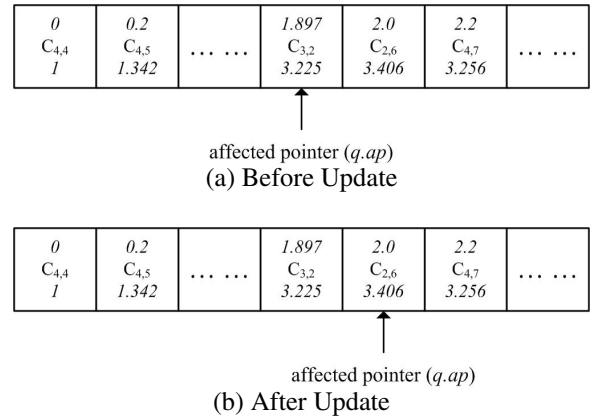 0 0.2 1.897 2.0 2.2
C4,4 C4,5 ... ... C3,2 C2,6 C4,7 ... ...
1 1.342 3.225 3.406 3.256
affected pointer (q.ap)
(a) Before Update
0 0.2 1.897 2.0 2.2
C4,4 C4,5 ... ... C3,2 C2,6 C4,7 ... ...
1 1.342 3.225 3.406 3.256
affected pointer (q.ap)
(b) After Update